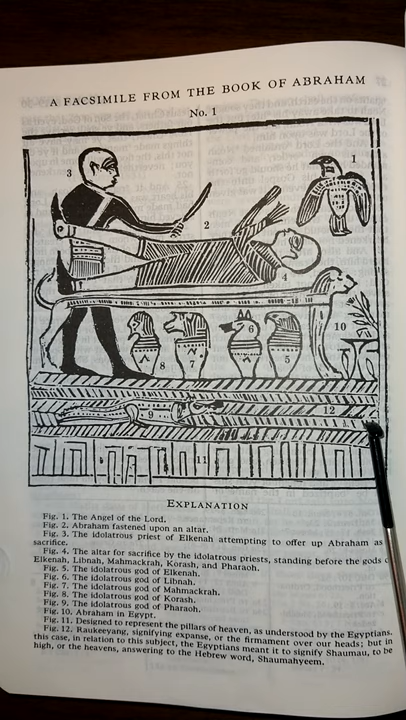 A FACSIMILE FROM THE BOOK OF ABRAHAM
No. 1
1
3
2
4
10
6
8
7
5
9
12
11
EXPLANATION
Fig. 1. The Angel of the Lord.
Fig. 2. Abraham fastened upon an altar.
Fig. 3. The idolatrous priest of Elkenah attempting to offer up Abraham as
sacrifice.
Fig. 4. The altar for sacrifice by the idolatrous priests, standing before the gods
Elkenah, Libnah, Mahmackrah, Korash, and Pharaoh.
Fig. 5. The idolatrous god of Elkenah.
Fig. 6. The idolatrous god of Libnah.
Fig. 7. The idolatrous god of Mahmackrah.
Fig. 8. The idolatrous god of Korash.
Fig. 9. The idolatrous god of Pharaoh.
Fig. 10. Abraham in Egypt.
Fig. 11. Designed to represent the pillars of heaven, as understood by the Egyptians.
Fig. 12. Raukeeyang, signifying expanse, or the firmament over our heads; but in
this case, in relation to this subject, the Egyptians meant it to signify Shaumau, to be
high, or the heavens, answering to the Hebrew word, Shaumahyeem.